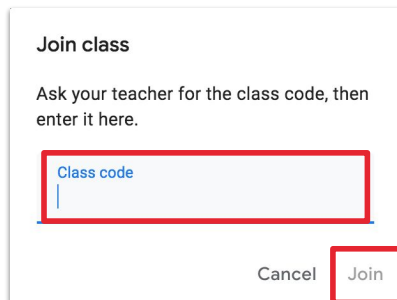 Join class
Ask your teacher for the class code, then
enter it here.
Class code
Cancel Join